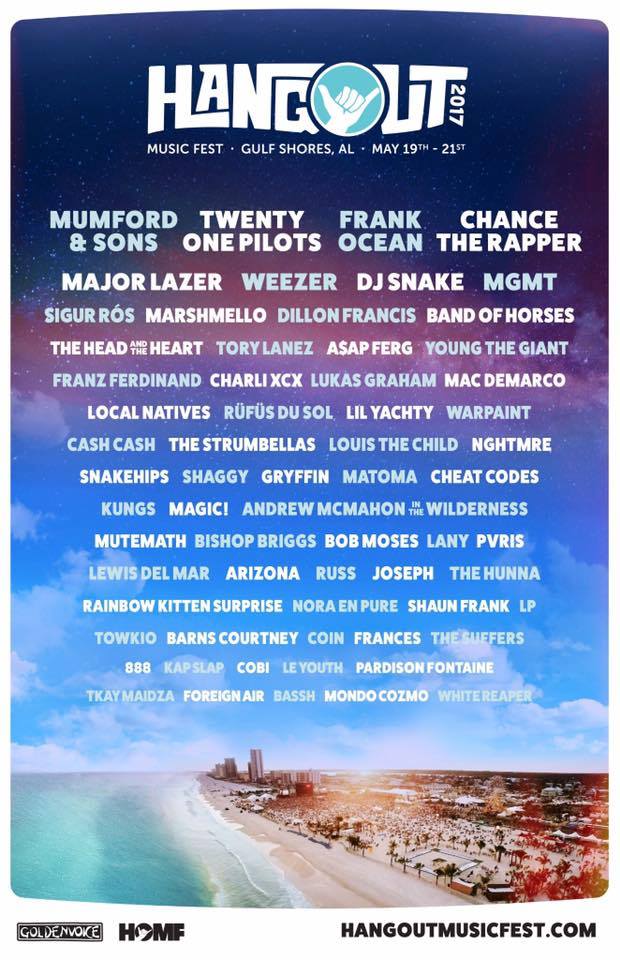 HANGOUT 2017
MUSIC FEST · GULF SHORES, AL · MAY 19TH - 21ST
MUMFORD & SONS TWENTY ONE PILOTS FRANK OCEAN CHANCE THE RAPPER
MAJOR LAZER WEEZER DJ SNAKE MGMT
SIGUR RÓS MARSHMELLO DILLON FRANCIS BAND OF HORSES
THE HEAD AND THE HEART TORY LANEZ A$AP FERG YOUNG THE GIANT
FRANZ FERDINAND CHARLI XCX LUKAS GRAHAM MAC DEMARCO
LOCAL NATIVES RÜFÜS DU SOL LIL YACHTY WARPAINT
CASH CASH THE STRUMBELLAS LOUIS THE CHILD NGHTMRE
SNAKEHIPS SHAGGY GRYFFIN MATOMA CHEAT CODES
KUNGS MAGIC! ANDREW MCMAHON IN THE WILDERNESS
MUTEMATH BISHOP BRIGGS BOB MOSES LANY PVRIS
LEWIS DEL MAR ARIZONA RUSS JOSEPH THE HUNNA
RAINBOW KITTEN SURPRISE NORA EN PURE SHAUN FRANK LP
TOWKIO BARNS COURTNEY COIN FRANCES THE SUFFERS
888 KAP SLAP COBI LE YOUTH PARDISON FONTAINE
TKAY MAIDZA FOREIGN AIR BASSH MONDO COZMO WHITE REAPER
GOLDENVOICE HOMF HANGOUTMUSICFEST.COM